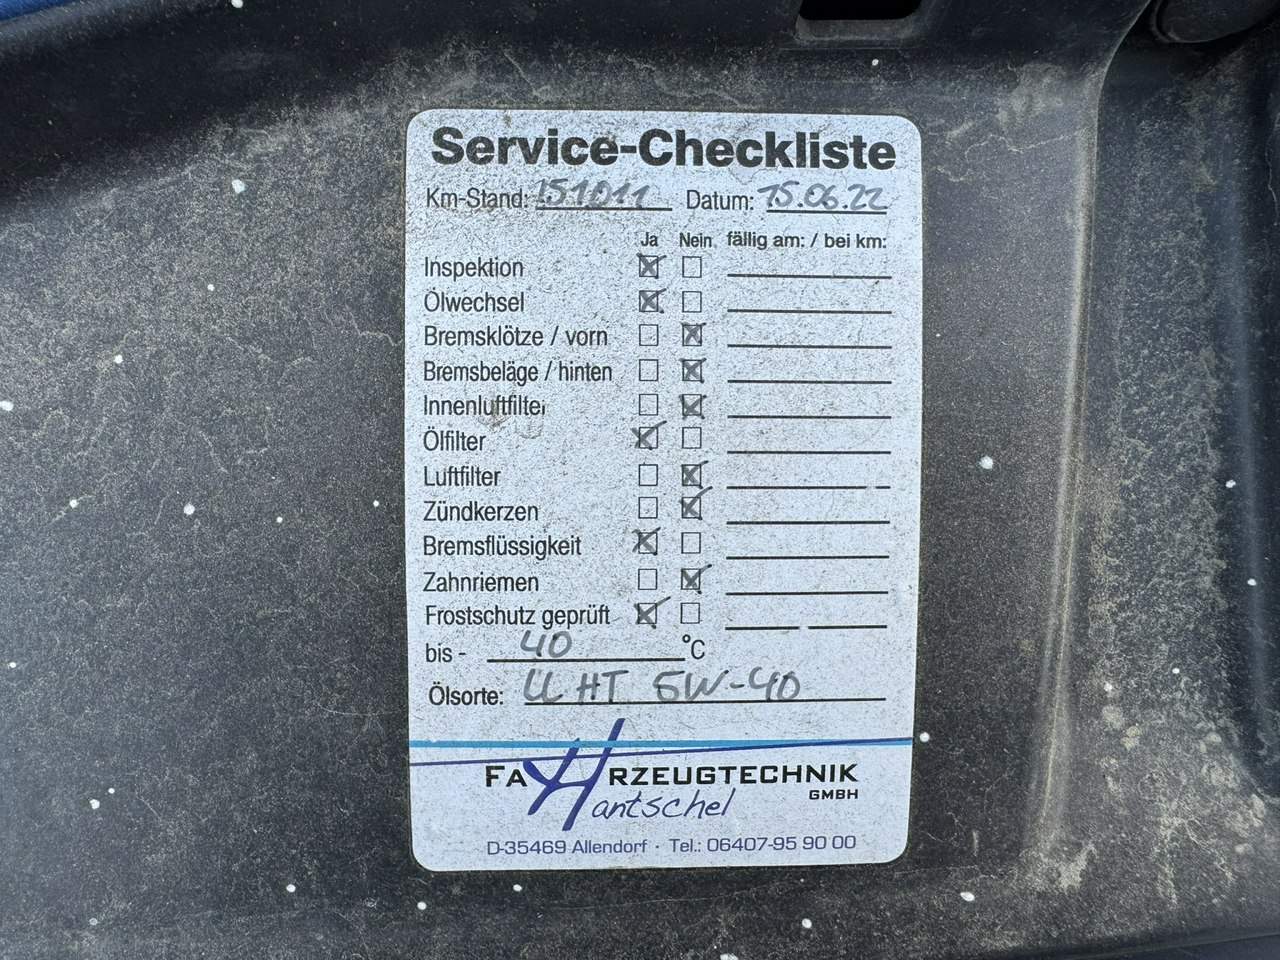 Service-Checkliste
Km-Stand: 151011 Datum: 15.06.22
Ja Nein fällig am: / bei km:
Inspektion ☒ ☐
Ölwechsel ☒ ☐
Bremsklötze / vorn ☐ ☒
Bremsbeläge / hinten ☐ ☒
Innenluftfilter ☐ ☒
Ölfilter ☒ ☐
Luftfilter ☐ ☒
Zündkerzen ☐ ☒
Bremsflüssigkeit ☒ ☐
Zahnriemen ☐ ☒
Frostschutz geprüft ☒ ☐
bis - 40 °C
Ölsorte: LL HT 5W-40
FAHRZEUGTECHNIK
GMBH
Hantschel
D-35469 Allendorf · Tel.: 06407-95 90 00